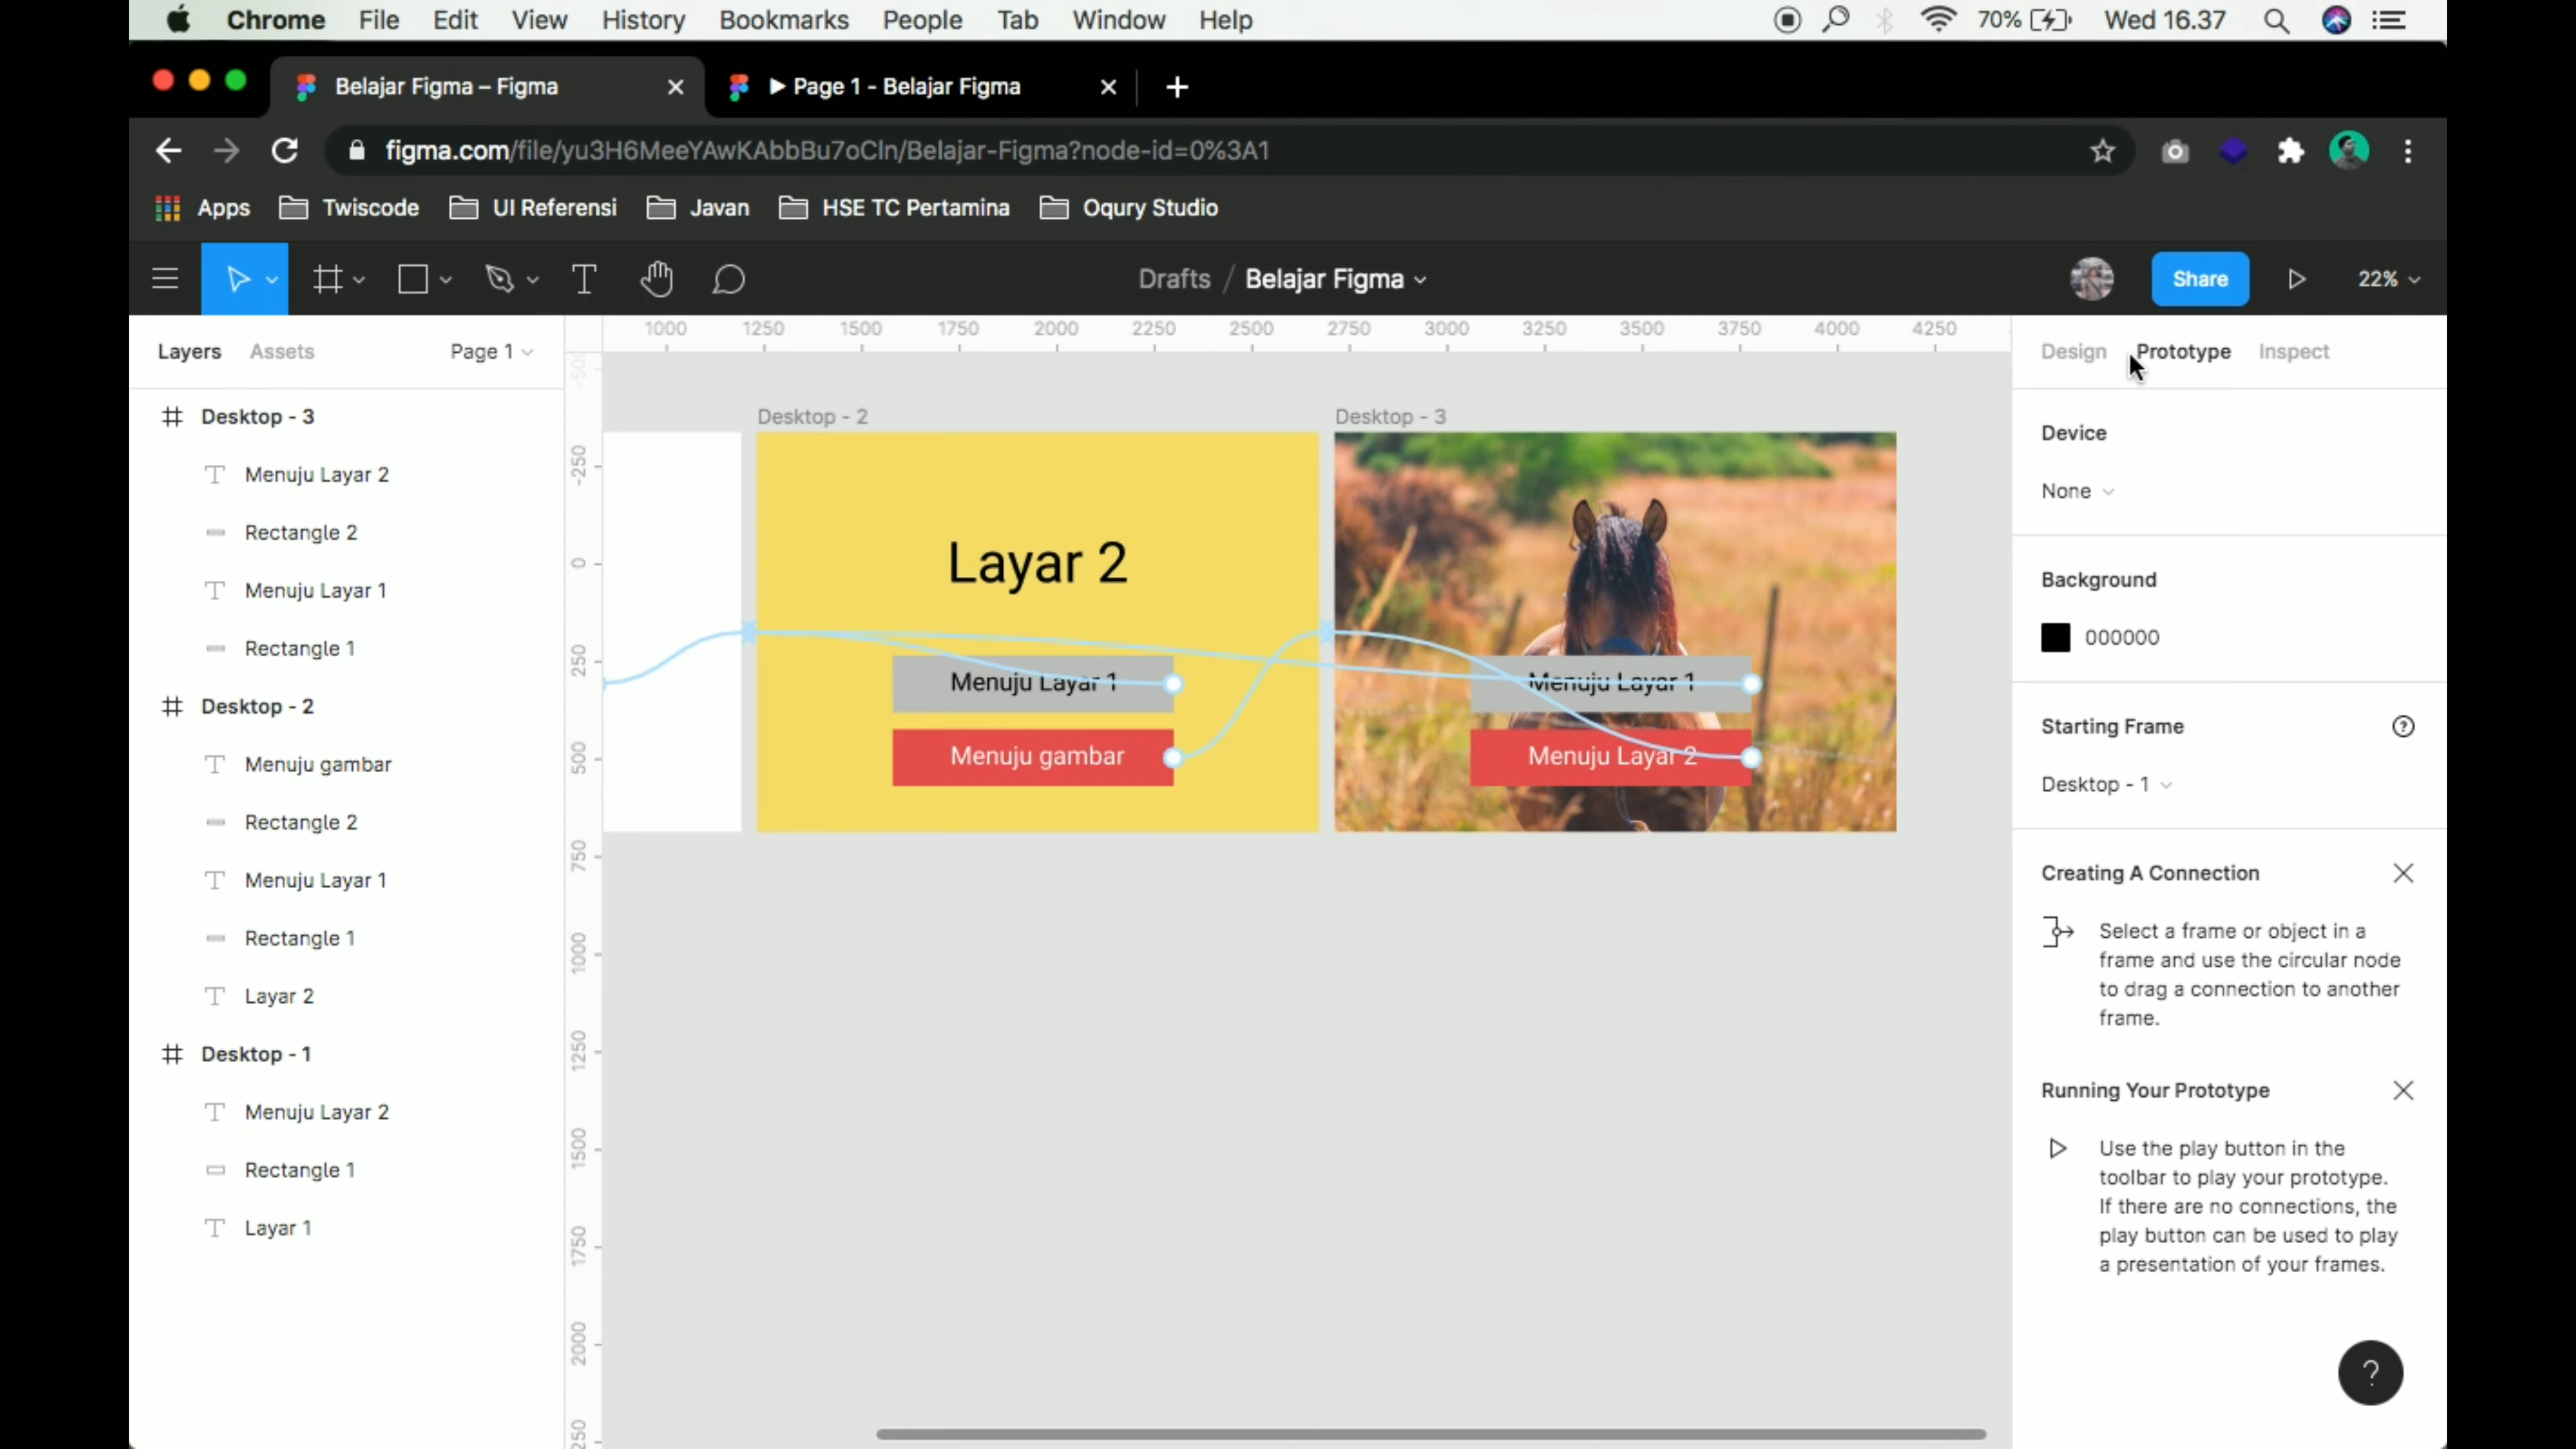 Chrome File Edit View History Bookmarks People Tab Window Help 70% Wed 16.37
Belajar Figma – Figma
▶ Page 1 - Belajar Figma
figma.com/file/yu3H6MeeYAwKAbbBu7oCln/Belajar-Figma?node-id=0%3A1
Apps Twiscode UI Referensi Javan HSE TC Pertamina Oqury Studio
Drafts / Belajar Figma
Share
22%
Layers Assets Page 1
1000 1250 1500 1750 2000 2250 2500 2750 3000 3250 3500 3750 4000 4250
Design Prototype Inspect
Desktop - 3
Menuju Layar 2
Rectangle 2
Menuju Layar 1
Rectangle 1
Desktop - 2
Menuju gambar
Rectangle 2
Menuju Layar 1
Rectangle 1
Layar 2
Desktop - 1
Menuju Layar 2
Rectangle 1
Layar 1
-500
-250
0
250
500
750
1000
1250
1500
1750
2000
Desktop - 2
Layar 2
Menuju Layar 1
Menuju gambar
Desktop - 3
Menuju Layar 1
Menuju Layar 2
Device
None
Background
000000
Starting Frame
Desktop - 1
Creating A Connection
Select a frame or object in a
frame and use the circular node
to drag a connection to another
frame.
Running Your Prototype
Use the play button in the
toolbar to play your prototype.
If there are no connections, the
play button can be used to play
a presentation of your frames.
?